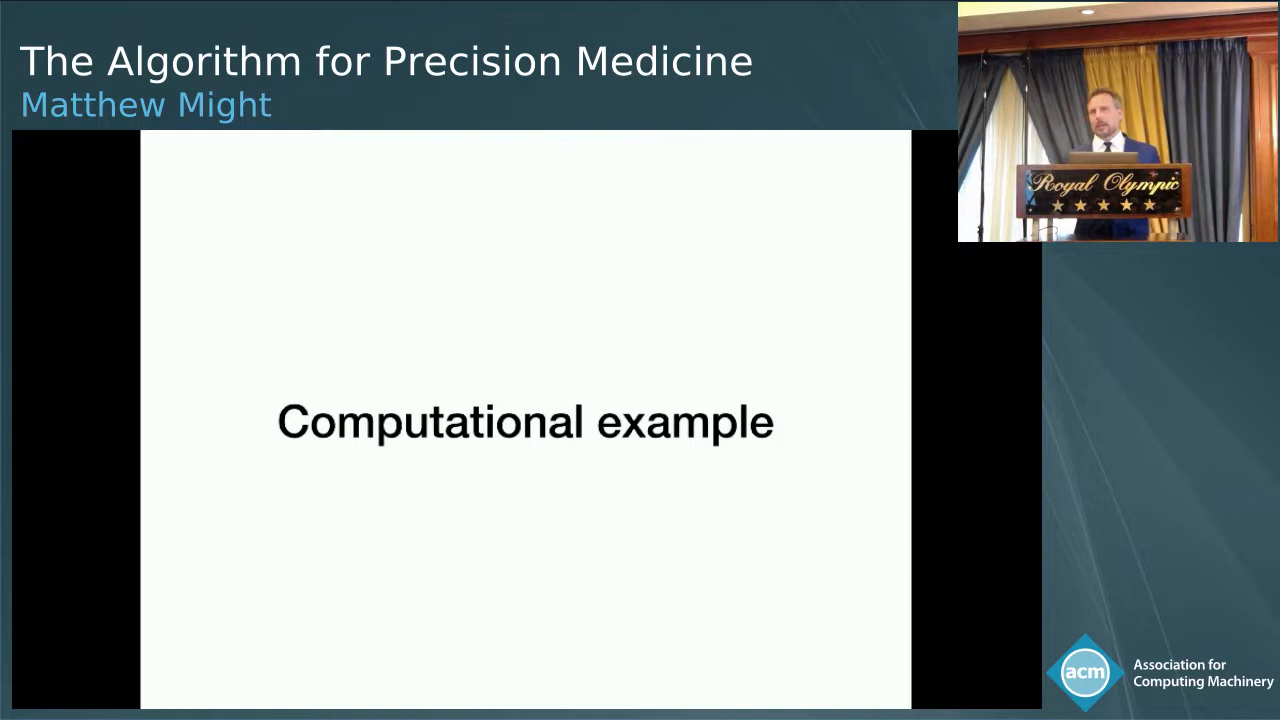 The Algorithm for Precision Medicine
Matthew Might
Royal Olympic
Computational example
acm
Association for
Computing Machinery